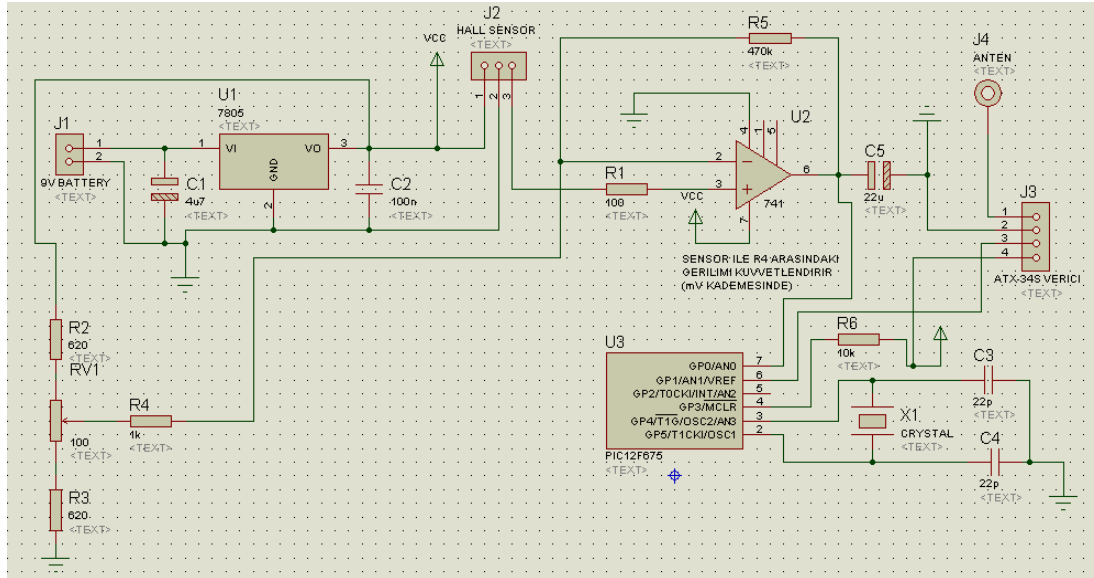 J2
HALL SENSOR
<TEXT>
VCC
1
2
3
R5
470k
<TEXT>
J4
ANTEN
<TEXT>
U1
7805
<TEXT>
1
VI
VO
3
GND
2
J1
1
2
9V BATTERY
<TEXT>
C1
4u7
<TEXT>
C2
100n
<TEXT>
R1
100
<TEXT>
U2
4
1
5
2
3
6
7
741
<TEXT>
VCC
C5
22u
<TEXT>
J3
1
2
3
4
ATX-34S VERICI
<TEXT>
SENSOR ILE R4 ARASINDAKI
GERILIMI KUVVETLENDIRIR
(mV KADEMESINDE)
R2
620
<TEXT>
RV1
100
<TEXT>
R4
1k
<TEXT>
R3
620
<TEXT>
U3
GP0/AN0
7
GP1/AN1/VREF
6
GP2/T0CKI/INT/AN2
5
GP3/MCLR
4
GP4/T1G/OSC2/AN3
3
GP5/T1CKI/OSC1
2
PIC12F675
<TEXT>
R6
10k
<TEXT>
C3
22p
<TEXT>
X1
CRYSTAL
<TEXT>
C4
22p
<TEXT>